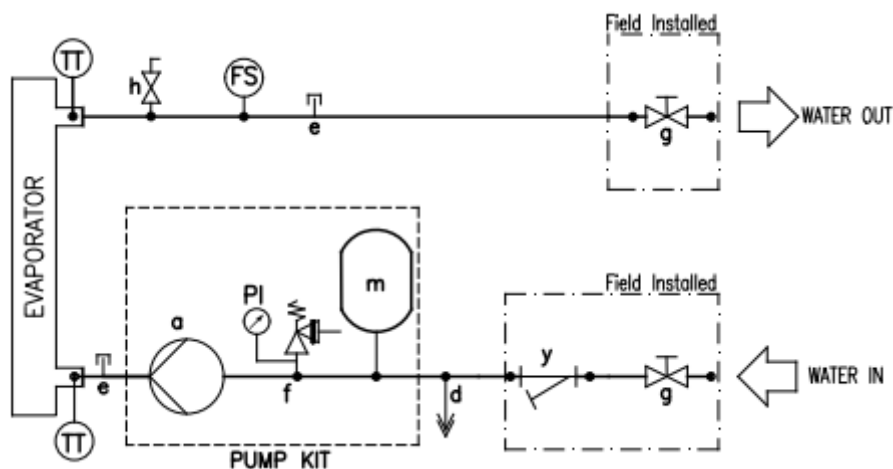 Field Installed
TT
h
FS
e
g
WATER OUT
EVAPORATOR
Field Installed
m
PI
a
y
e
f
d
g
WATER IN
TT
PUMP KIT